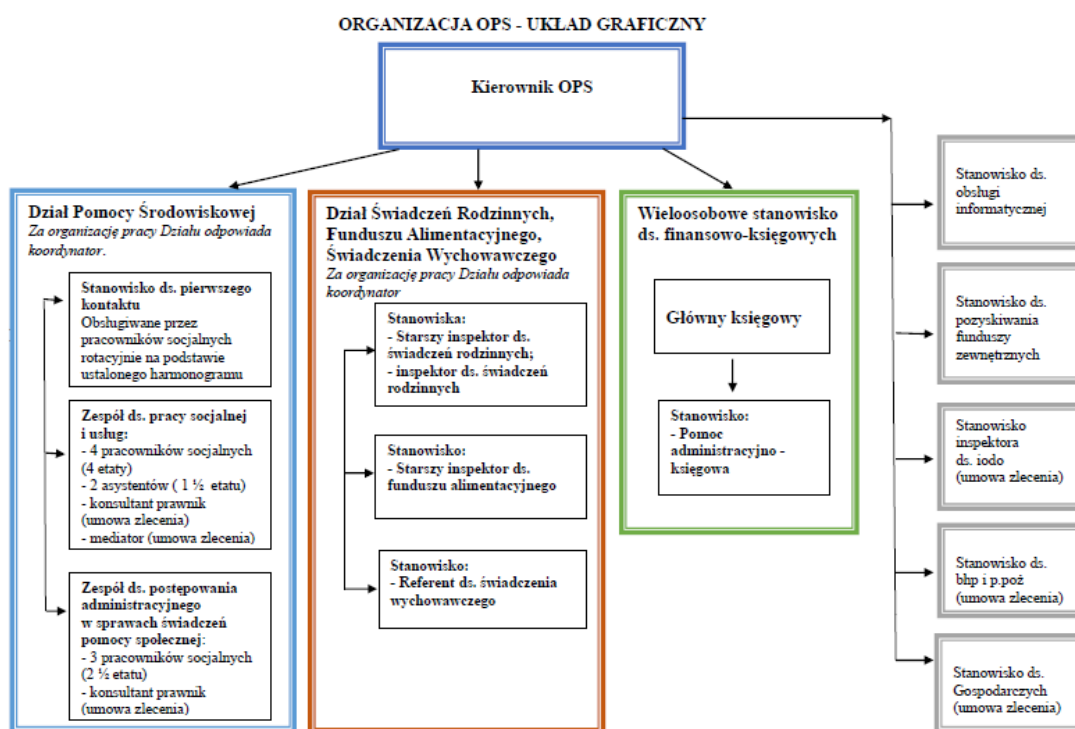 ORGANIZACJA OPS - UKLAD GRAFICZNY
Kierownik OPS
Dział Pomocy Środowiskowej
Za organizację pracy Działu odpowiada
koordynator.
Stanowisko ds. pierwszego
kontaktu
Obsługiwane przez
pracowników socjalnych
rotacyjnie na podstawie
ustalonego harmonogramu
Zespół ds. pracy socjalnej
i usług:
- 4 pracowników socjalnych
(4 etaty)
- 2 asystentów ( 1 ½ etatu)
- konsultant prawnik
(umowa zlecenia)
- mediator (umowa zlecenia)
Zespół ds. postępowania
administracyjnego
w sprawach świadczeń
pomocy społecznej:
- 3 pracowników socjalnych
(2 ½ etatu)
- konsultant prawnik
(umowa zlecenia)
Dział Świadczeń Rodzinnych,
Funduszu Alimentacyjnego,
Świadczenia Wychowawczego
Za organizację pracy Działu odpowiada
koordynator
Stanowiska:
- Starszy inspektor ds.
świadczeń rodzinnych;
- inspektor ds. świadczeń
rodzinnych
Stanowisko:
- Starszy inspektor ds.
funduszu alimentacyjnego
Stanowisko:
- Referent ds. świadczenia
wychowawczego
Wieloosobowe stanowisko
ds. finansowo-księgowych
Główny księgowy
Stanowisko:
- Pomoc
administracyjno -
księgowa
Stanowisko ds.
obsługi
informatycznej
Stanowisko ds.
pozyskiwania
funduszy
zewnętrznych
Stanowisko
inspektora
ds. iodo
(umowa zlecenia)
Stanowisko ds.
bhp i p.poż
(umowa zlecenia)
Stanowisko ds.
Gospodarczych
(umowa zlecenia)